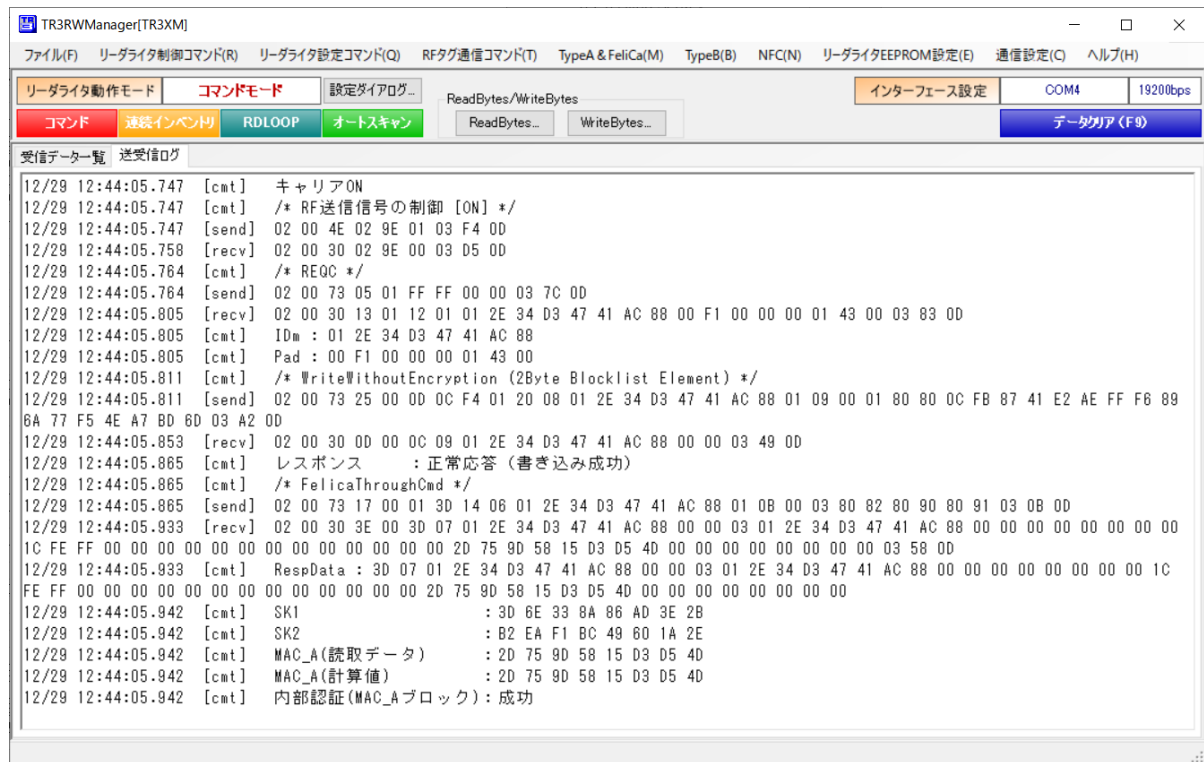 TR3RWManager[TR3XM]
ファイル(F) リーダライタ制御コマンド(R) リーダライタ設定コマンド(Q) RFタグ通信コマンド(T) TypeA & FeliCa(M) TypeB(B) NFC(N) リーダライタEEPROM設定(E) 通信設定(C) ヘルプ(H)
リーダライタ動作モード コマンドモード 設定ダイアログ... ReadBytes/WriteBytes インターフェース設定 COM4 19200bps
コマンド 連続インベントリ RDLOOP オートスキャン ReadBytes... WriteBytes... データクリア(F9)
受信データ一覧 送受信ログ
12/29 12:44:05.747 [cmt] キャリアON
12/29 12:44:05.747 [cmt] /* RF送信信号の制御 [ON] */
12/29 12:44:05.747 [send] 02 00 4E 02 9E 01 03 F4 0D
12/29 12:44:05.758 [recv] 02 00 30 02 9E 00 03 D5 0D
12/29 12:44:05.764 [cmt] /* REQC */
12/29 12:44:05.764 [send] 02 00 73 05 01 FF FF 00 00 03 7C 0D
12/29 12:44:05.805 [recv] 02 00 30 13 01 12 01 01 2E 34 D3 47 41 AC 88 00 F1 00 00 00 01 43 00 03 83 0D
12/29 12:44:05.805 [cmt] IDm : 01 2E 34 D3 47 41 AC 88
12/29 12:44:05.805 [cmt] Pad : 00 F1 00 00 00 01 43 00
12/29 12:44:05.811 [cmt] /* WriteWithoutEncryption (2Byte Blocklist Element) */
12/29 12:44:05.811 [send] 02 00 73 25 00 0D 0C F4 01 20 08 01 2E 34 D3 47 41 AC 88 01 09 00 01 80 80 0C FB 87 41 E2 AE FF F6 89
6A 77 F5 4E A7 BD 6D 03 A2 0D
12/29 12:44:05.853 [recv] 02 00 30 0D 00 0C 09 01 2E 34 D3 47 41 AC 88 00 00 03 49 0D
12/29 12:44:05.865 [cmt] レスポンス : 正常応答（書き込み成功）
12/29 12:44:05.865 [cmt] /* FelicaThroughCmd */
12/29 12:44:05.865 [send] 02 00 73 17 00 01 3D 14 06 01 2E 34 D3 47 41 AC 88 01 0B 00 03 80 82 80 90 80 91 03 0B 0D
12/29 12:44:05.933 [recv] 02 00 30 3E 00 3D 07 01 2E 34 D3 47 41 AC 88 00 00 03 01 2E 34 D3 47 41 AC 88 00 00 00 00 00 00 00 00
1C FE FF 00 00 00 00 00 00 00 00 00 00 00 00 00 2D 75 9D 58 15 D3 D5 4D 00 00 00 00 00 00 00 00 03 58 0D
12/29 12:44:05.933 [cmt] RespData : 3D 07 01 2E 34 D3 47 41 AC 88 00 00 03 01 2E 34 D3 47 41 AC 88 00 00 00 00 00 00 00 00 1C
FE FF 00 00 00 00 00 00 00 00 00 00 00 00 00 2D 75 9D 58 15 D3 D5 4D 00 00 00 00 00 00 00 00
12/29 12:44:05.942 [cmt] SK1 : 3D 6E 33 8A 86 AD 3E 2B
12/29 12:44:05.942 [cmt] SK2 : B2 EA F1 BC 49 60 1A 2E
12/29 12:44:05.942 [cmt] MAC_A(読取データ) : 2D 75 9D 58 15 D3 D5 4D
12/29 12:44:05.942 [cmt] MAC_A(計算値) : 2D 75 9D 58 15 D3 D5 4D
12/29 12:44:05.942 [cmt] 内部認証(MAC_Aブロック) : 成功